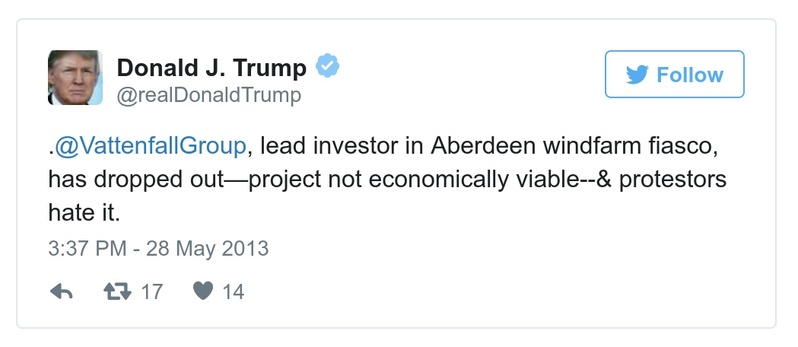 Donald J. Trump
@realDonaldTrump
Follow
.@VattenfallGroup, lead investor in Aberdeen windfarm fiasco,
has dropped out—project not economically viable--& protestors
hate it.
3:37 PM - 28 May 2013
17 14